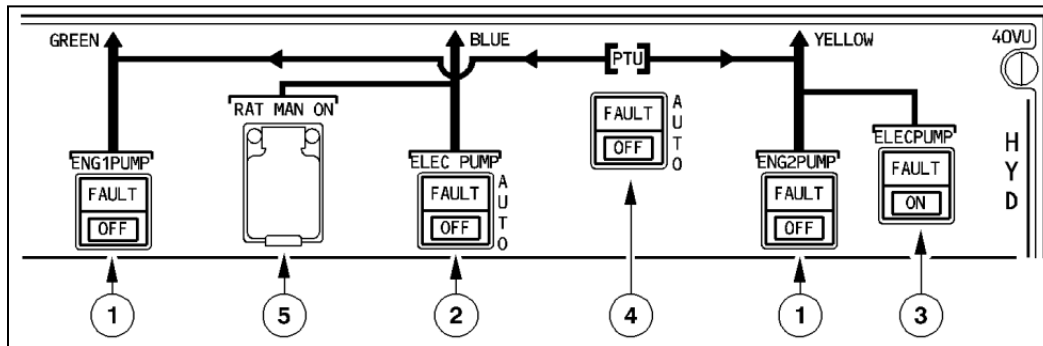 GREEN BLUE PTU YELLOW 40VU
RAT MAN ON
ENG1PUMP
FAULT
OFF
ELEC PUMP
FAULT
OFF
AUTO
FAULT
OFF
AUTO
ENG2PUMP
FAULT
OFF
ELECPUMP
FAULT
ON
HYD
1 5 2 4 1 3